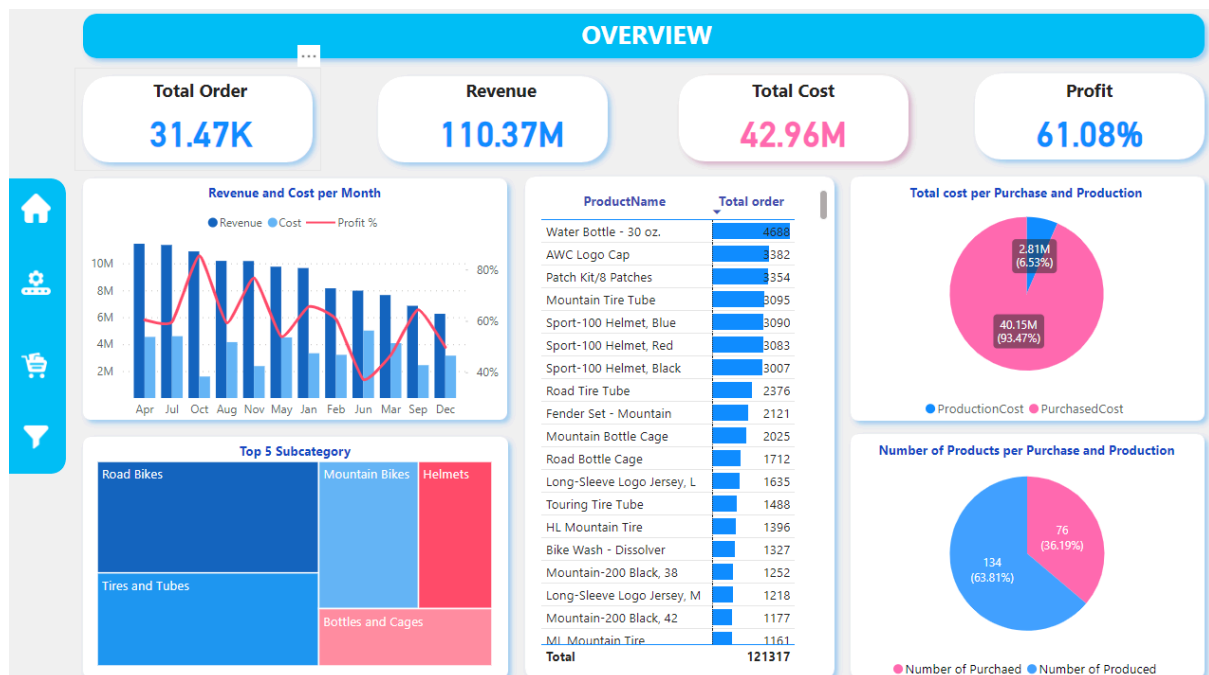 OVERVIEW
...
Total Order
31.47K
Revenue
110.37M
Total Cost
42.96M
Profit
61.08%
Revenue and Cost per Month
Revenue Cost Profit %
10M
8M
6M
4M
2M
80%
60%
40%
Apr Jul Oct Aug Nov May Jan Feb Jun Mar Sep Dec
Top 5 Subcategory
Road Bikes
Mountain Bikes
Helmets
Tires and Tubes
Bottles and Cages
ProductName Total order
Water Bottle - 30 oz. 4688
AWC Logo Cap 3382
Patch Kit/8 Patches 3354
Mountain Tire Tube 3095
Sport-100 Helmet, Blue 3090
Sport-100 Helmet, Red 3083
Sport-100 Helmet, Black 3007
Road Tire Tube 2376
Fender Set - Mountain 2121
Mountain Bottle Cage 2025
Road Bottle Cage 1712
Long-Sleeve Logo Jersey, L 1635
Touring Tire Tube 1488
HL Mountain Tire 1396
Bike Wash - Dissolver 1327
Mountain-200 Black, 38 1252
Long-Sleeve Logo Jersey, M 1218
Mountain-200 Black, 42 1177
ML Mountain Tire 1161
Total 121317
Total cost per Purchase and Production
2.81M
(6.53%)
40.15M
(93.47%)
ProductionCost PurchasedCost
Number of Products per Purchase and Production
76
(36.19%)
134
(63.81%)
Number of Purchaed Number of Produced